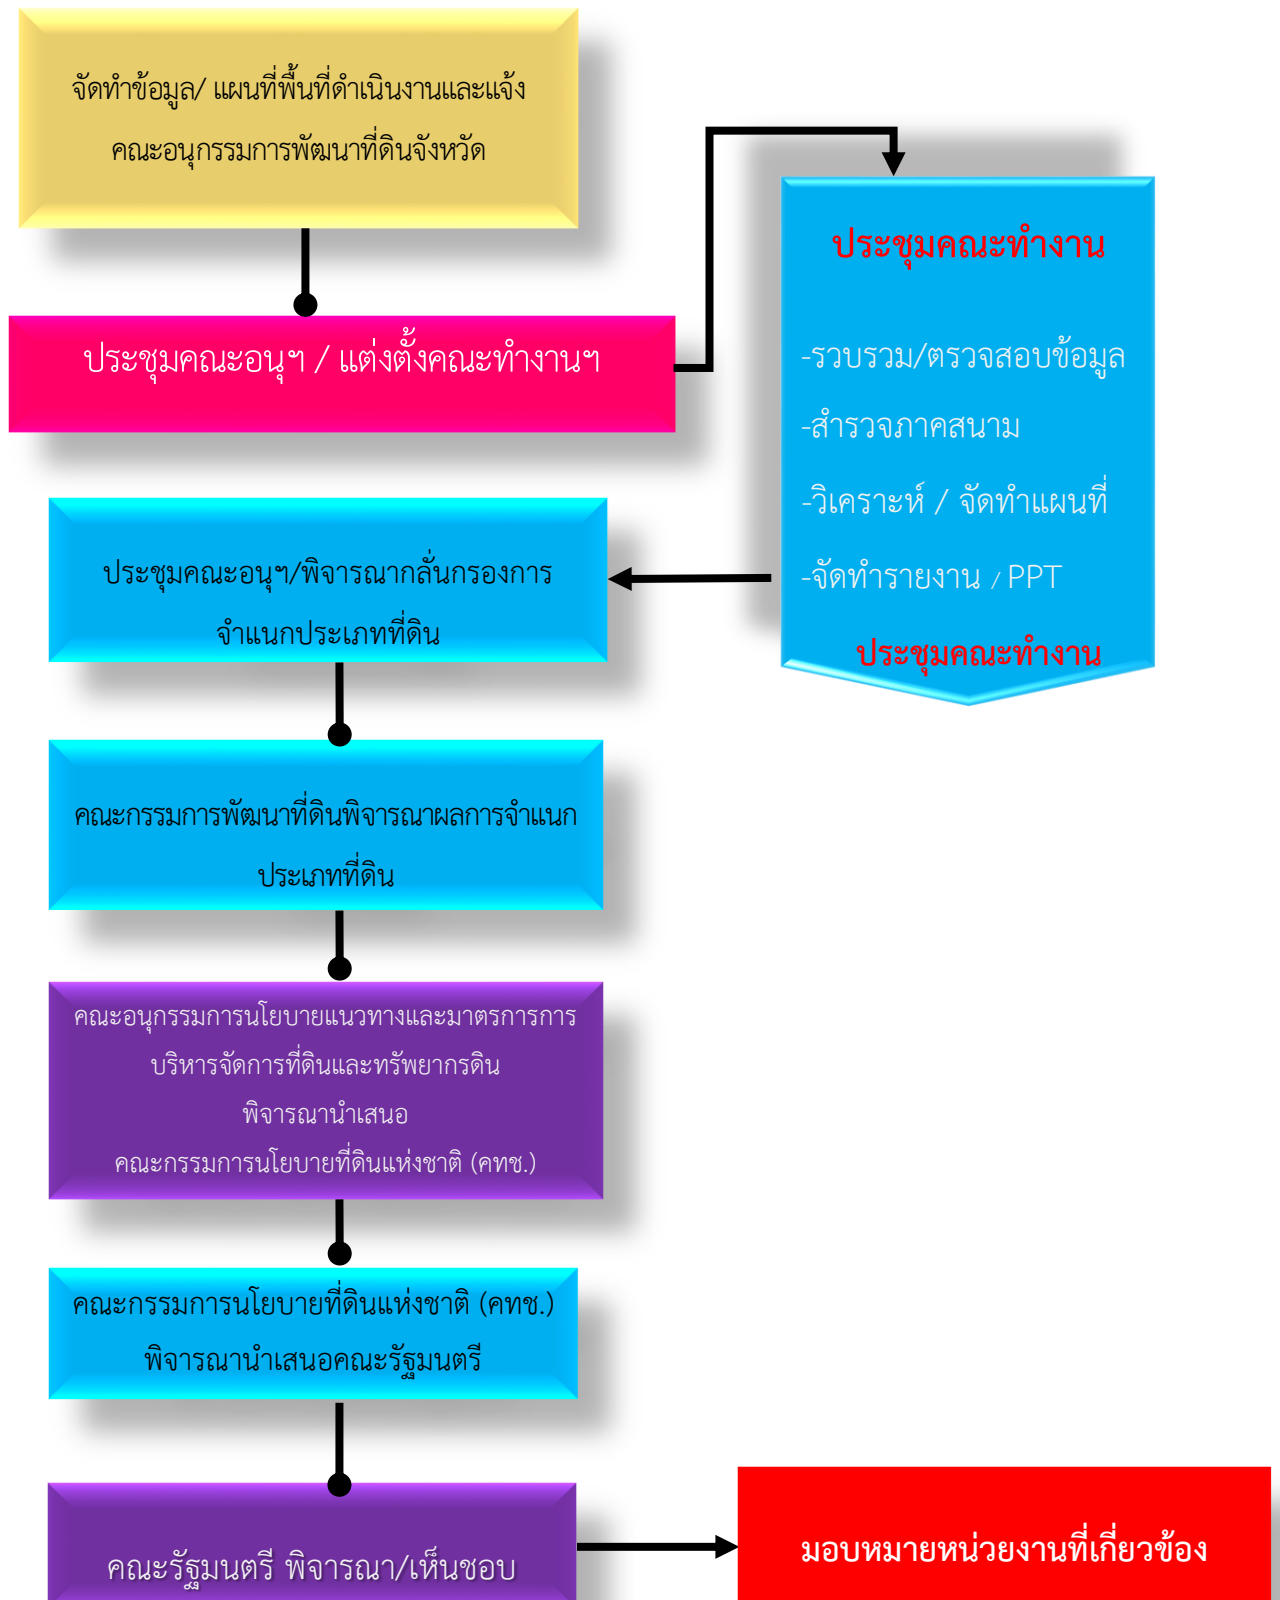 จัดทำข้อมูล/ แผนที่พื้นที่ดำเนินงานและแจ้ง
คณะอนุกรรมการพัฒนาที่ดินจังหวัด
ประชุมคณะอนุฯ / แต่งตั้งคณะทำงานฯ
ประชุมคณะทำงาน
-รวบรวม/ตรวจสอบข้อมูล
-สำรวจภาคสนาม
-วิเคราะห์ / จัดทำแผนที่
-จัดทำรายงาน / PPT
ประชุมคณะทำงาน
ประชุมคณะอนุฯ/พิจารณากลั่นกรองการ
จำแนกประเภทที่ดิน
คณะกรรมการพัฒนาที่ดินพิจารณาผลการจำแนก
ประเภทที่ดิน
คณะอนุกรรมการนโยบายแนวทางและมาตรการการ
บริหารจัดการที่ดินและทรัพยากรดิน
พิจารณานำเสนอ
คณะกรรมการนโยบายที่ดินแห่งชาติ (คทช.)
คณะกรรมการนโยบายที่ดินแห่งชาติ (คทช.)
พิจารณานำเสนอคณะรัฐมนตรี
คณะรัฐมนตรี พิจารณา/เห็นชอบ
มอบหมายหน่วยงานที่เกี่ยวข้อง